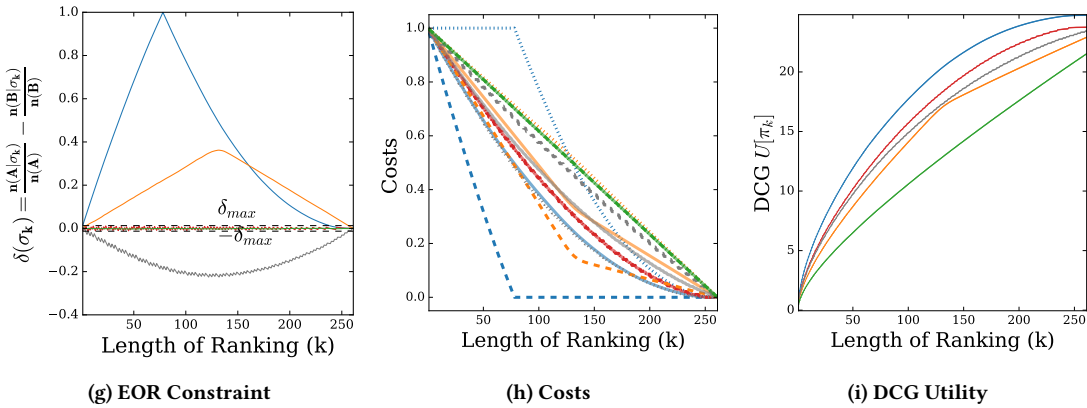 δ(σk) = n(A|σk)/n(A) − n(B|σk)/n(B)
1.0
0.8
0.6
0.4
0.2
0.0
−0.2
−0.4
δmax
−δmax
50 100 150 200 250
Length of Ranking (k)
(g) EOR Constraint
Costs
1.0
0.8
0.6
0.4
0.2
0.0
50 100 150 200 250
Length of Ranking (k)
(h) Costs
DCG U[πk]
20
15
10
5
0
50 100 150 200 250
Length of Ranking (k)
(i) DCG Utility